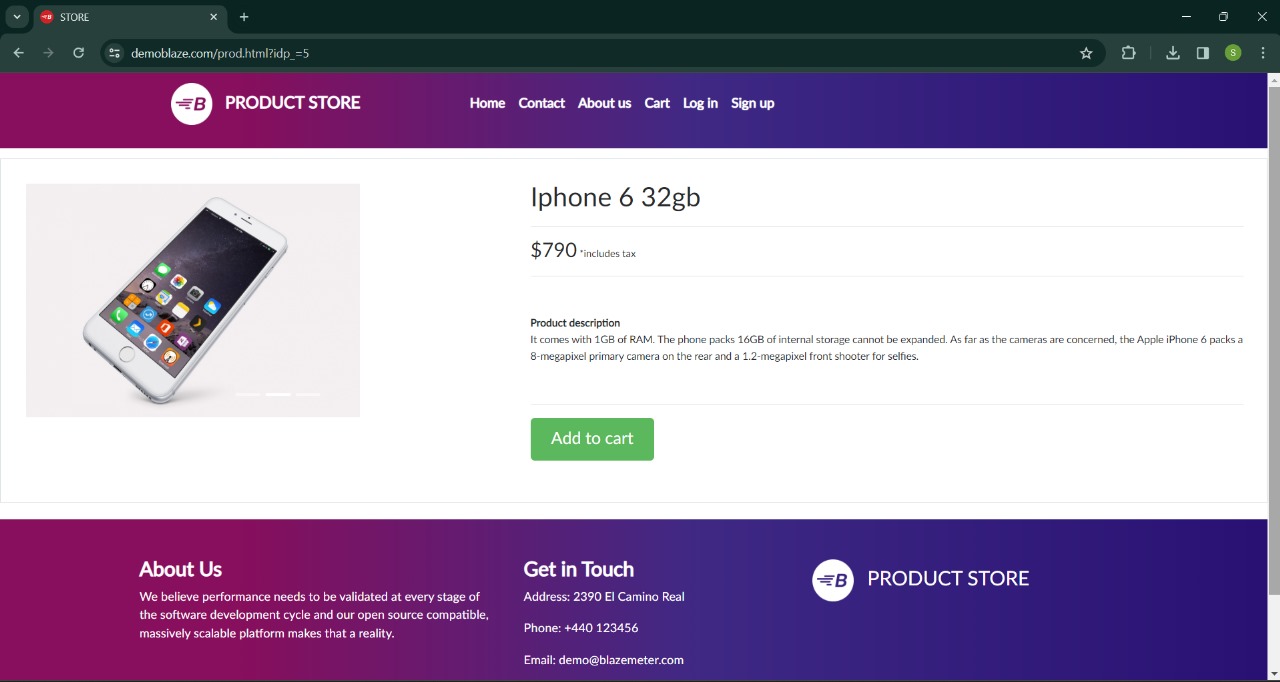 STORE
demoblaze.com/prod.html?idp_=5
S
B PRODUCT STORE
Home Contact About us Cart Log in Sign up
Iphone 6 32gb
$790 *includes tax
Product description
It comes with 1GB of RAM. The phone packs 16GB of internal storage cannot be expanded. As far as the cameras are concerned, the Apple iPhone 6 packs a
8-megapixel primary camera on the rear and a 1.2-megapixel front shooter for selfies.
Add to cart
About Us
We believe performance needs to be validated at every stage of
the software development cycle and our open source compatible,
massively scalable platform makes that a reality.
Get in Touch
Address: 2390 El Camino Real
Phone: +440 123456
Email: demo@blazemeter.com
B PRODUCT STORE